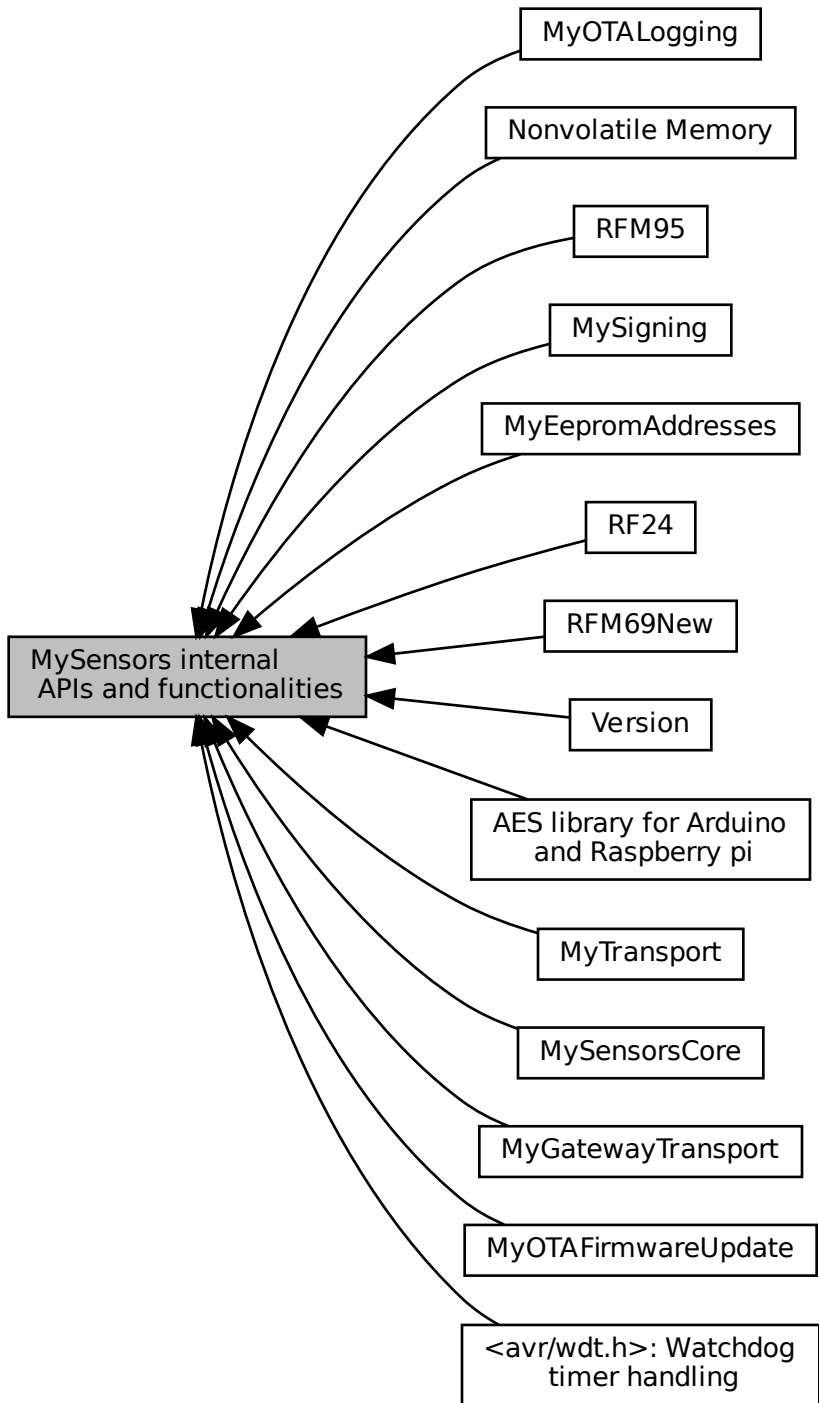 MyOTALogging
Nonvolatile Memory
RFM95
MySigning
MyEepromAddresses
RF24
RFM69New
MySensors internal
APIs and functionalities
Version
AES library for Arduino
and Raspberry pi
MyTransport
MySensorsCore
MyGatewayTransport
MyOTAFirmwareUpdate
<avr/wdt.h>: Watchdog
timer handling